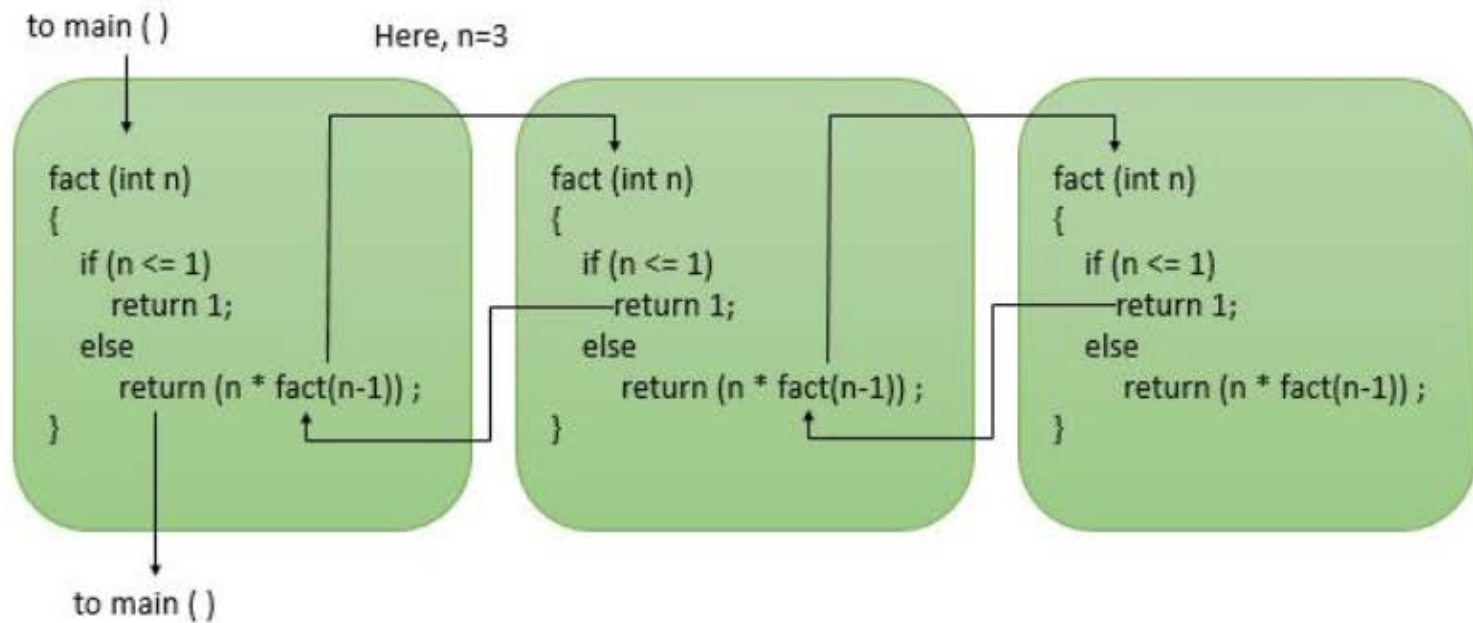 to main ( )
Here, n=3
fact (int n)
{
if (n <= 1)
return 1;
else
return (n * fact(n-1)) ;
}
fact (int n)
{
if (n <= 1)
return 1;
else
return (n * fact(n-1)) ;
}
fact (int n)
{
if (n <= 1)
return 1;
else
return (n * fact(n-1)) ;
}
to main ( )